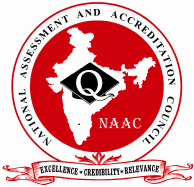 NATIONAL ASSESSMENT AND ACCREDITATION COUNCIL
Q
NAAC
EXCELLENCE * CREDIBILITY * RELEVANCE